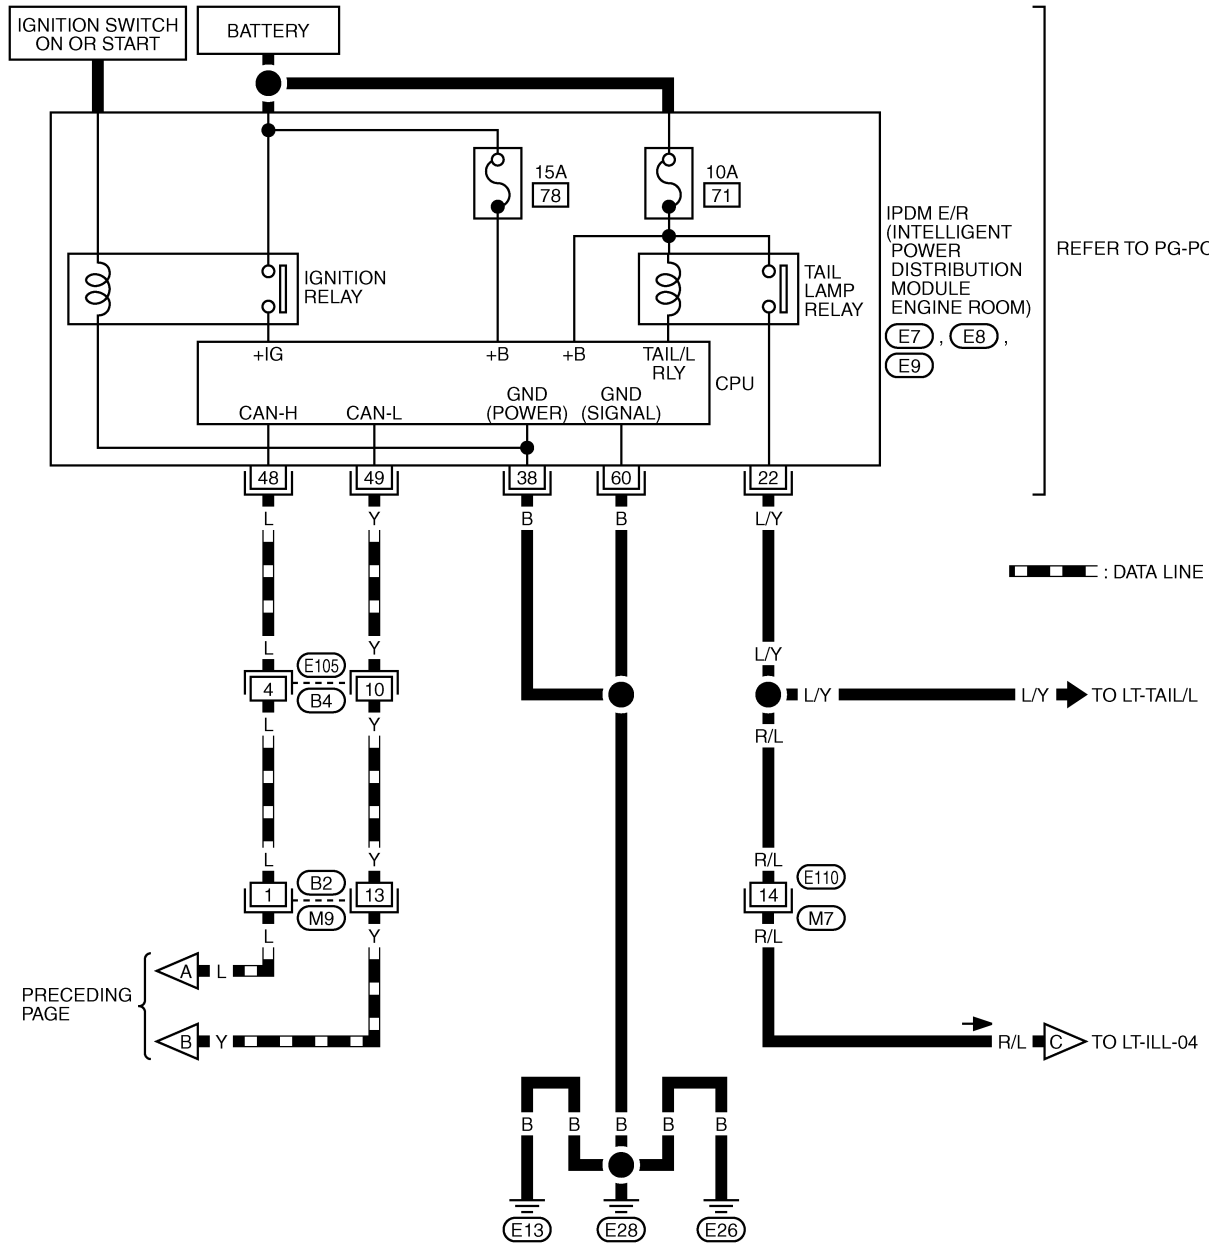 IGNITION SWITCH
ON OR START
BATTERY
15A
78
10A
71
IPDM E/R
(INTELLIGENT
POWER
DISTRIBUTION
MODULE
ENGINE ROOM)
E7 , E8 ,
E9
REFER TO PG-PO
IGNITION
RELAY
TAIL
LAMP
RELAY
+IG
+B
+B
TAIL/L
RLY
CPU
CAN-H
CAN-L
GND
(POWER)
GND
(SIGNAL)
48
49
38
60
22
L
Y
B
B
L/Y
: DATA LINE
L
Y
L/Y
E105
4
10
B4
L/Y
L/Y
TO LT-TAIL/L
L
Y
R/L
L
Y
R/L
B2
E110
1
13
14
M9
M7
L
Y
R/L
A
L
PRECEDING
PAGE
B
Y
R/L
C
TO LT-ILL-04
B
B
B
B
B
E13
E28
E26